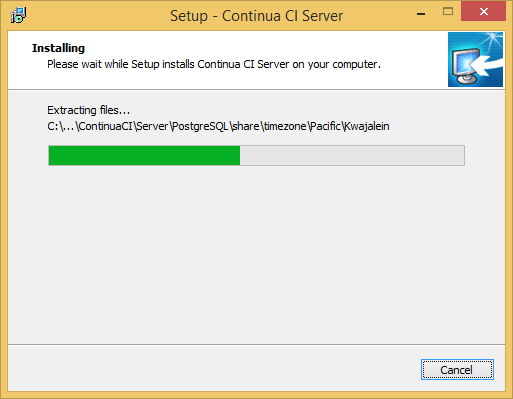 Setup - Continua CI Server
Installing
Please wait while Setup installs Continua CI Server on your computer.
Extracting files...
C:\...\ContinuaCI\Server\PostgreSQL\share\timezone\Pacific\Kwajalein
Cancel